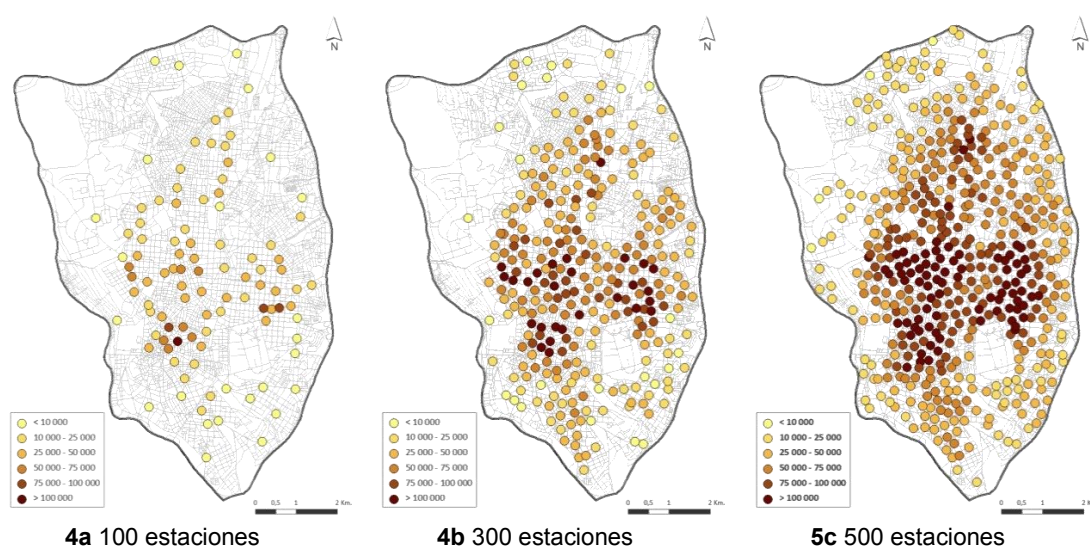 N
N
N
< 10 000
10 000 - 25 000
25 000 - 50 000
50 000 - 75 000
75 000 - 100 000
> 100 000
0 0,5 1 2 Km.
< 10 000
10 000 - 25 000
25 000 - 50 000
50 000 - 75 000
75 000 - 100 000
> 100 000
0 0,5 1 2 Km.
< 10 000
10 000 - 25 000
25 000 - 50 000
50 000 - 75 000
75 000 - 100 000
> 100 000
0 0,5 1 2 Km.
4a 100 estaciones
4b 300 estaciones
5c 500 estaciones